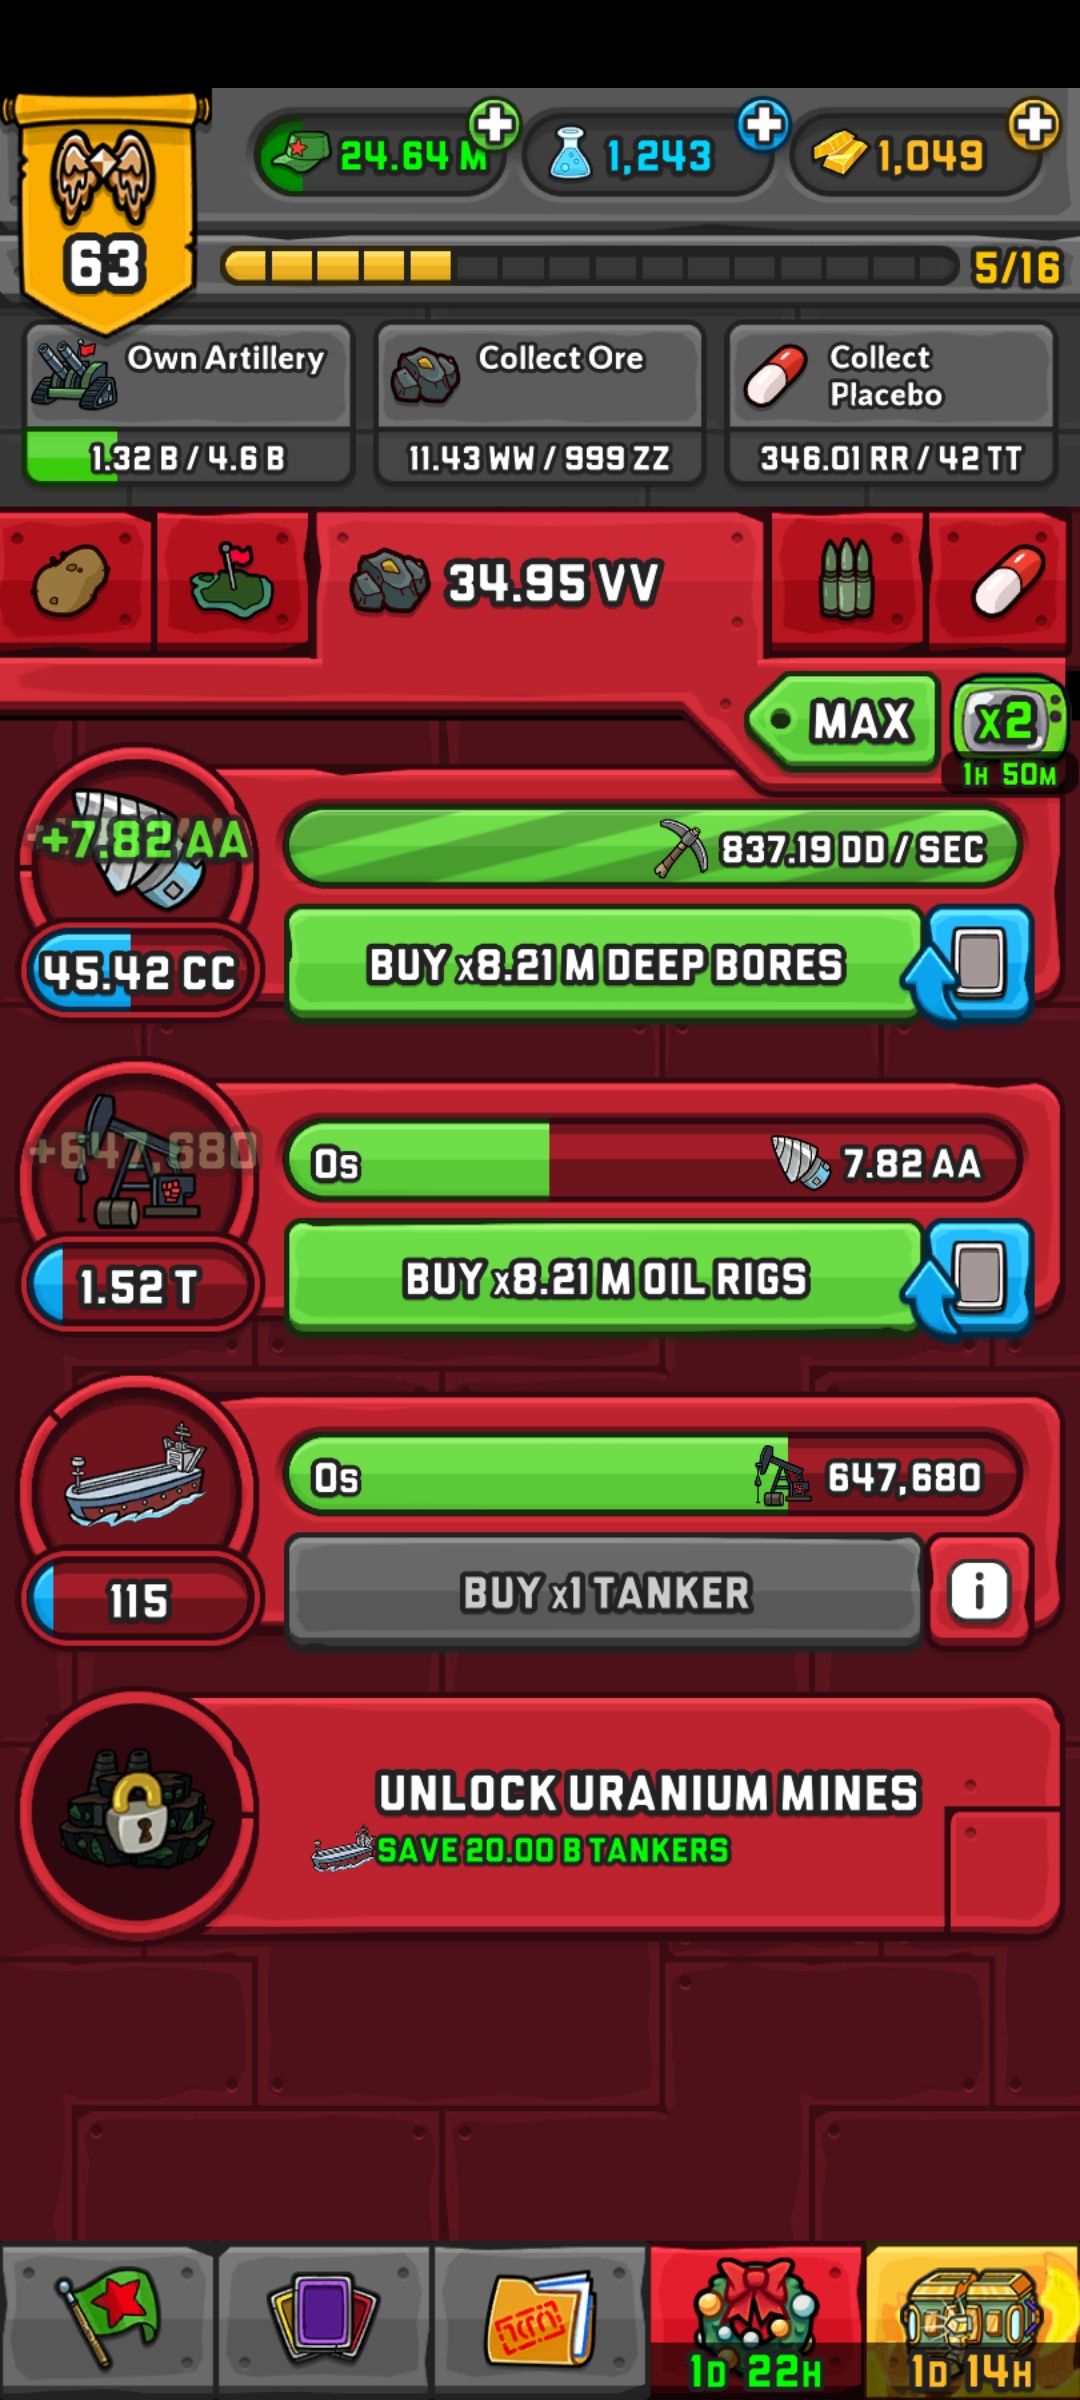 24.64 M
1,243
1,049
63
5/16
Own Artillery
1.32 B / 4.6 B
Collect Ore
11.43 WW / 999 ZZ
Collect
Placebo
346.01 RR / 42 TT
34.95 VV
MAX
x2
1H 50M
+7.82 AA
837.19 DD / SEC
45.42 CC
BUY x8.21 M DEEP BORES
+647,680
0s
7.82 AA
1.52 T
BUY x8.21 M OIL RIGS
0s
647,680
115
BUY x1 TANKER
i
UNLOCK URANIUM MINES
SAVE 20.00 B TANKERS
1D 22H
1D 14H